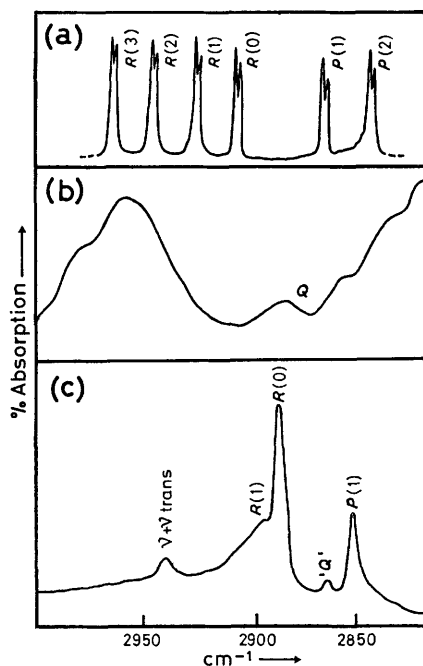 (a)
R(3)
R(2)
R(1)
R(0)
P(1)
P(2)
(b)
Q
% Absorption
(c)
ν+ν trans
R(1)
R(0)
'Q'
P(1)
2950
2900
2850
cm⁻¹